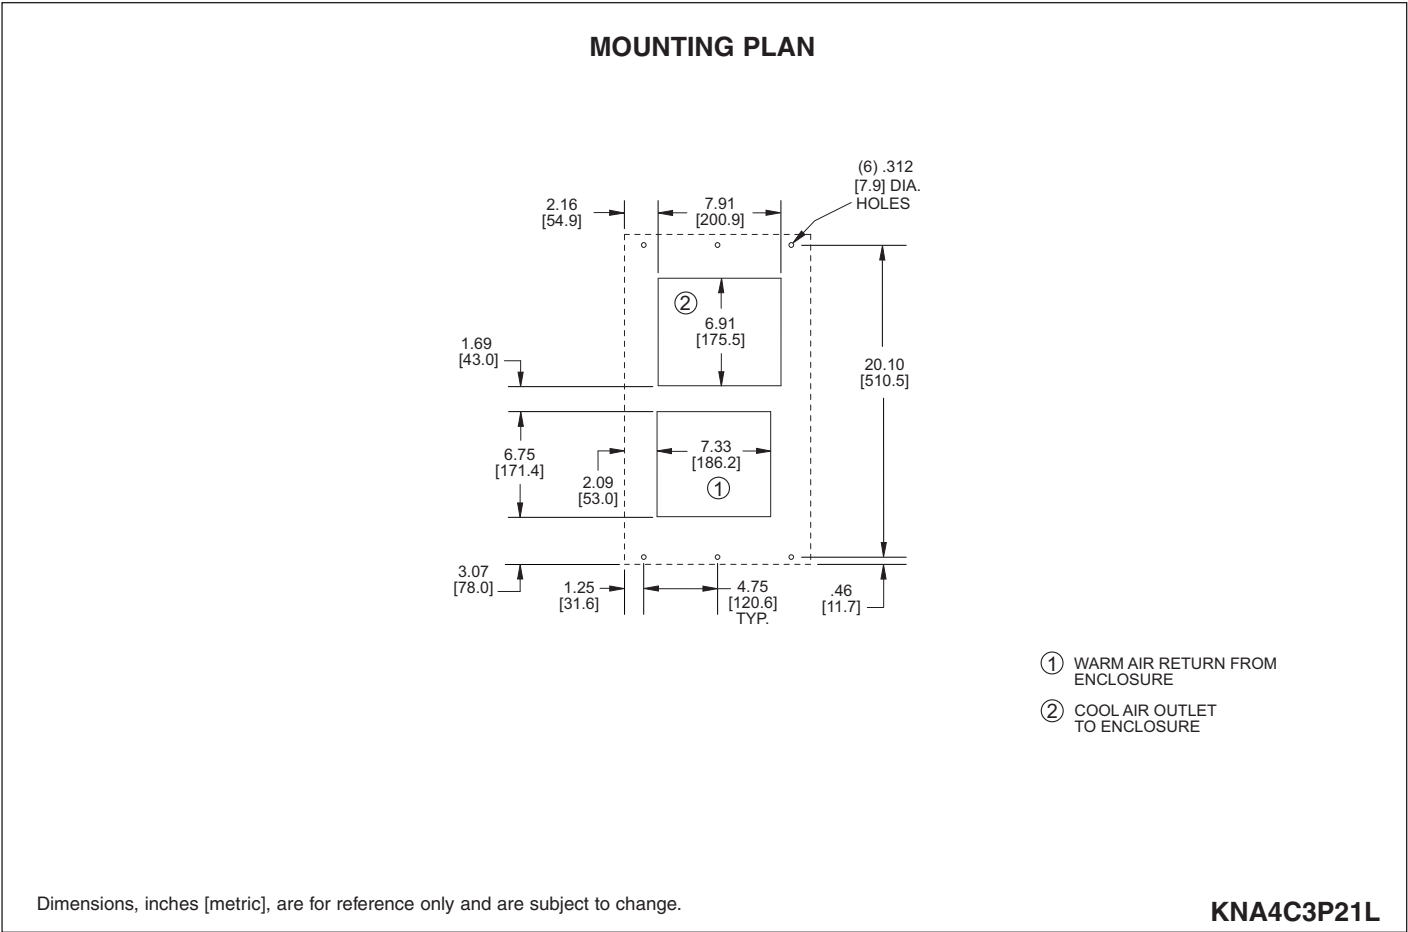 MOUNTING PLAN
(6) .312
[7.9] DIA.
HOLES
2.16
[54.9]
7.91
[200.9]
2
6.91
[175.5]
1.69
[43.0]
20.10
[510.5]
6.75
[171.4]
7.33
[186.2]
2.09
[53.0]
1
3.07
[78.0]
1.25
[31.6]
4.75
[120.6]
TYP.
.46
[11.7]
1 WARM AIR RETURN FROM
ENCLOSURE
2 COOL AIR OUTLET
TO ENCLOSURE
Dimensions, inches [metric], are for reference only and are subject to change.
KNA4C3P21L